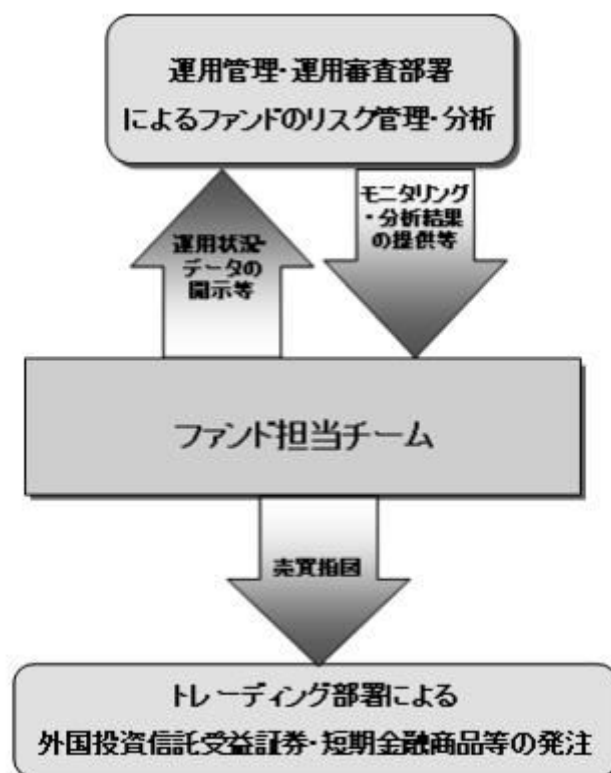 運用管理・運用審査部署
によるファンドのリスク管理・分析
運用状況・
データの
開示等
モニタリング
・分析結果
の提供等
ファンド担当チーム
売買指図
トレーディング部署による
外国投資信託受益証券・短期金融商品等の発注